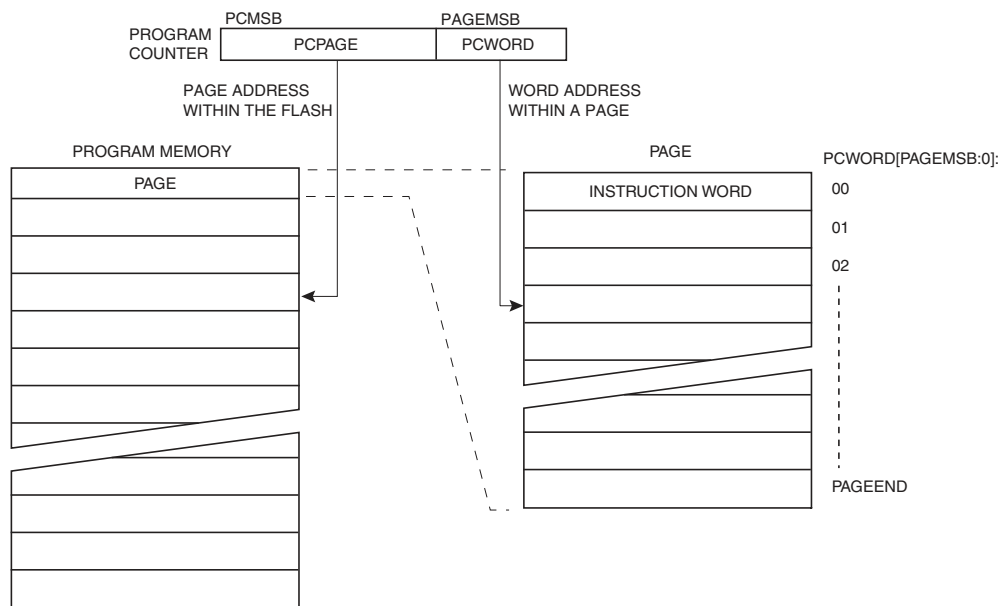 PCMSB
PAGEMSB
PROGRAM
COUNTER
PCPAGE
PCWORD
PAGE ADDRESS
WITHIN THE FLASH
WORD ADDRESS
WITHIN A PAGE
PROGRAM MEMORY
PAGE
PAGE
INSTRUCTION WORD
PCWORD[PAGEMSB:0]:
00
01
02
PAGEEND